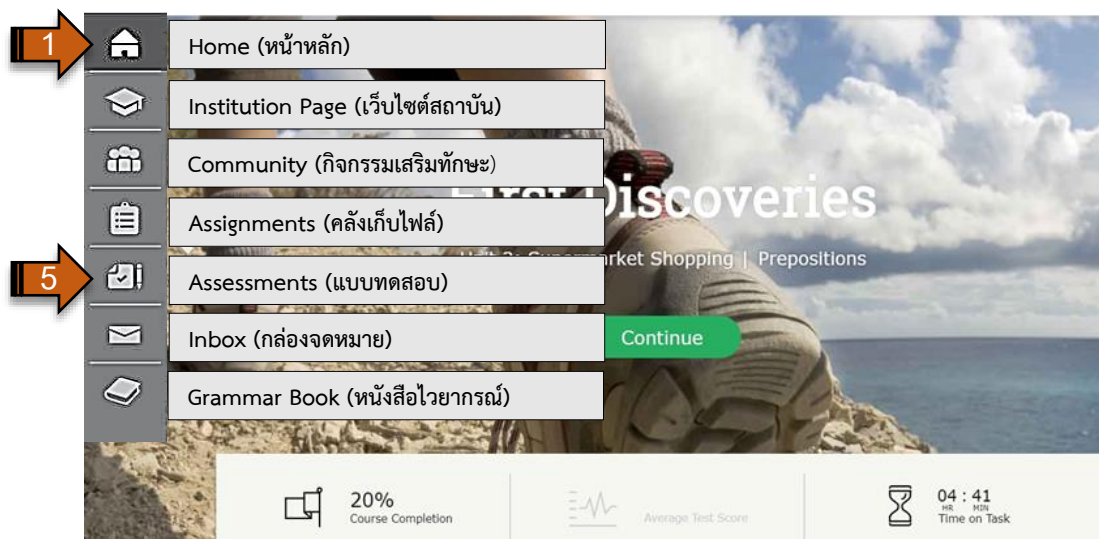 1
Home (หน้าหลัก)
Institution Page (เว็บไซต์สถาบัน)
Community (กิจกรรมเสริมทักษะ)
First Discoveries
Assignments (คลังเก็บไฟล์)
Supermarket Shopping | Prepositions
5
Assessments (แบบทดสอบ)
Inbox (กล่องจดหมาย)
Continue
Grammar Book (หนังสือไวยากรณ์)
20%
Course Completion
Average Test Score
04 : 41
HR MIN
Time on Task